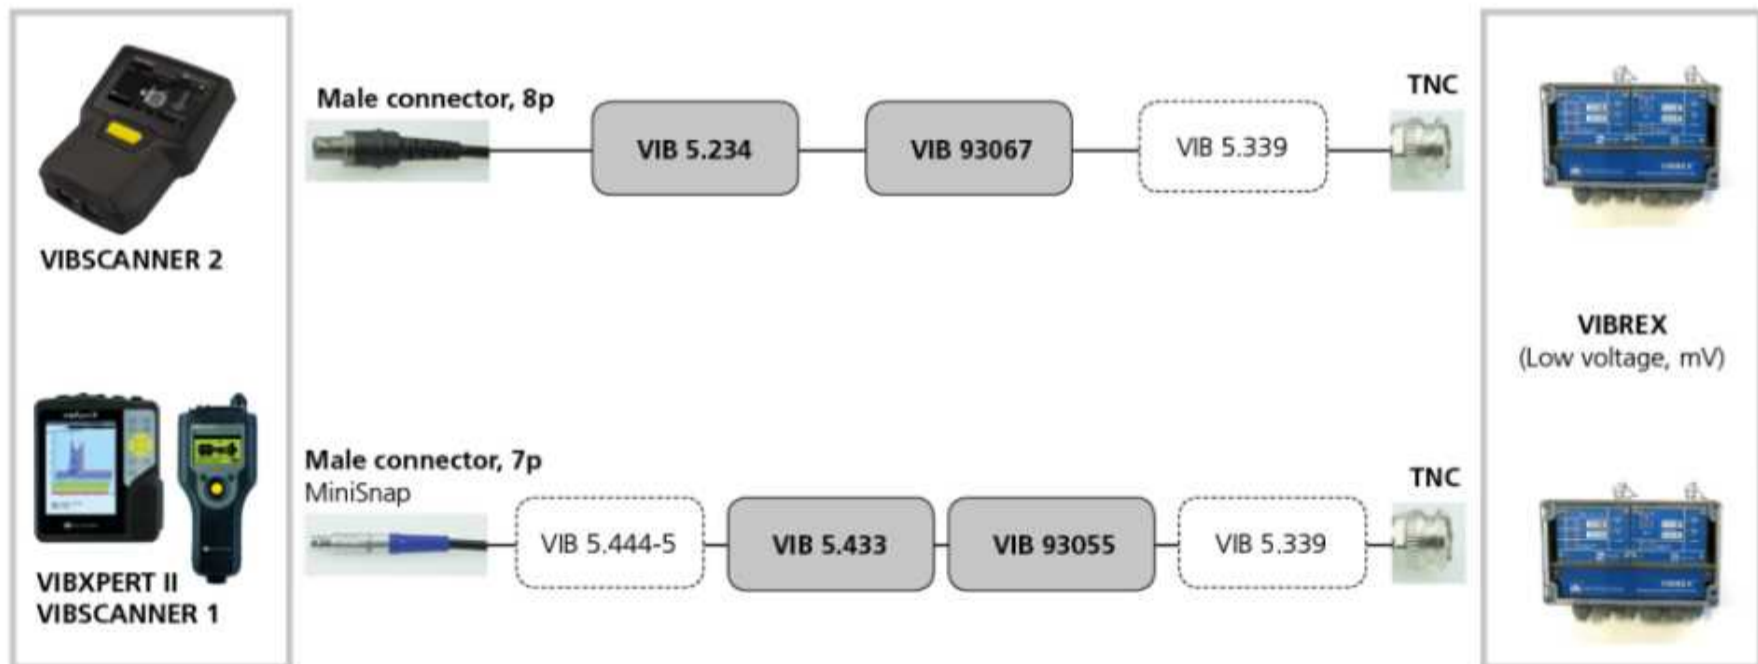 Male connector, 8p
VIB 5.234
VIB 93067
VIB 5.339
TNC
VIBSCANNER 2
VIBREX
(Low voltage, mV)
Male connector, 7p
MiniSnap
VIB 5.444-5
VIB 5.433
VIB 93055
VIB 5.339
TNC
VIBXPERT II
VIBSCANNER 1
VIBREX
VIBREX